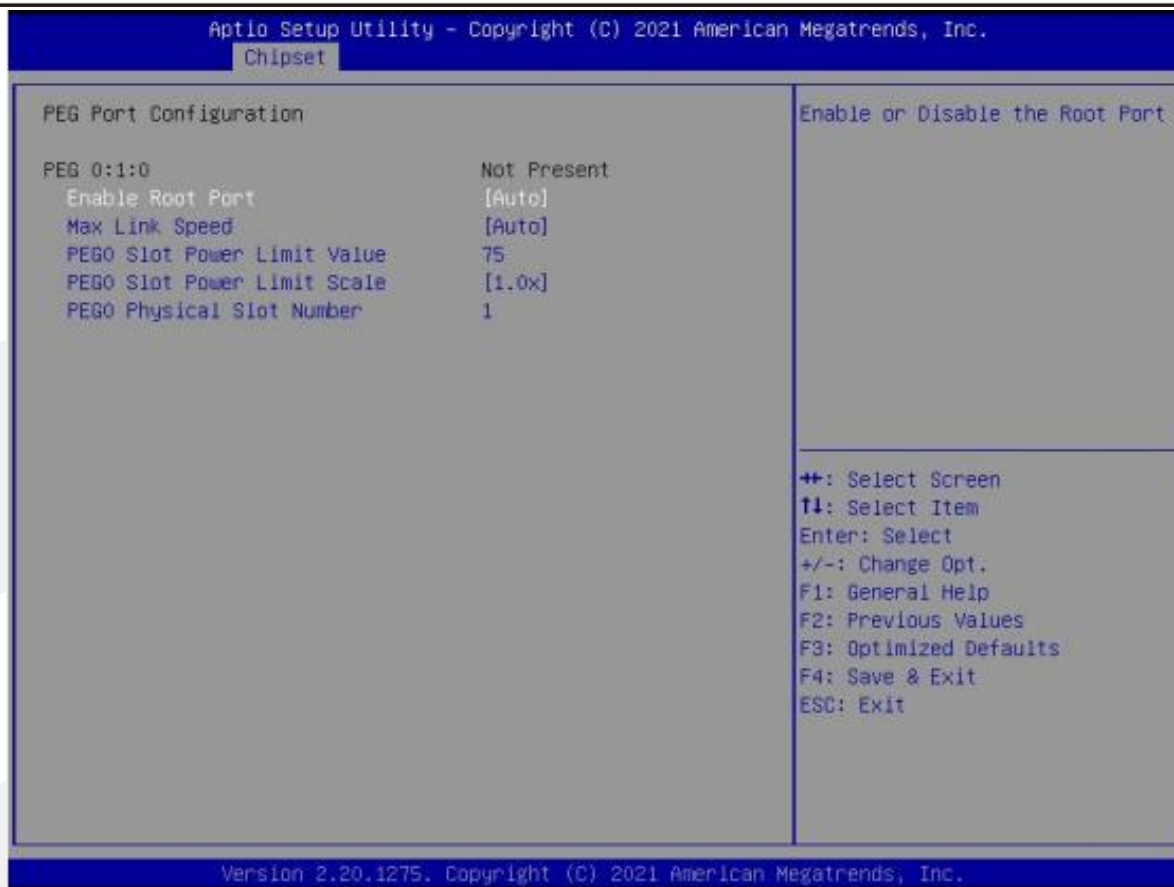 Aptio Setup Utility - Copyright (C) 2021 American Megatrends, Inc.
Chipset
PEG Port Configuration
PEG 0:1:0 Not Present
Enable Root Port [Auto]
Max Link Speed [Auto]
PEG0 Slot Power Limit Value 75
PEG0 Slot Power Limit Scale [1.0x]
PEG0 Physical Slot Number 1
Enable or Disable the Root Port
→←: Select Screen
↑↓: Select Item
Enter: Select
+/-: Change Opt.
F1: General Help
F2: Previous Values
F3: Optimized Defaults
F4: Save & Exit
ESC: Exit
Version 2.20.1275. Copyright (C) 2021 American Megatrends, Inc.